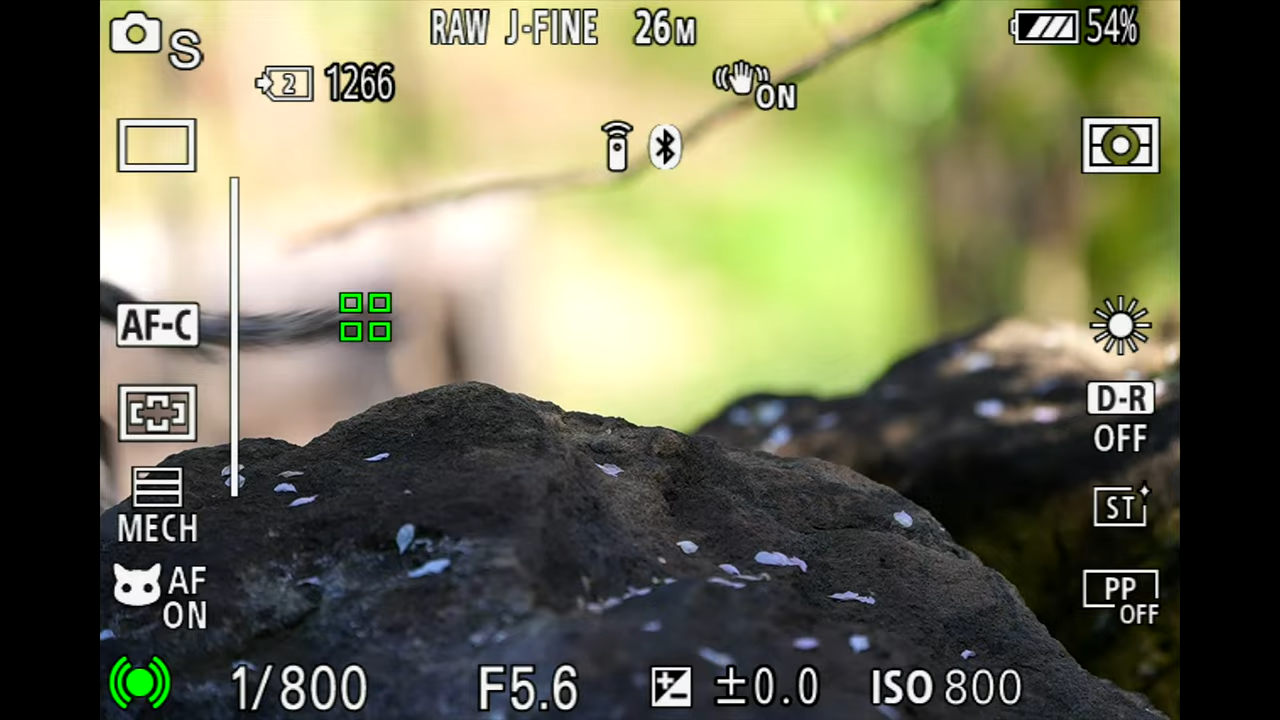 S
RAW J-FINE 26M
54%
2 1266
ON
AF-C
D-R
OFF
ST
MECH
AF
ON
PP
OFF
1/800 F5.6 ±0.0 ISO 800